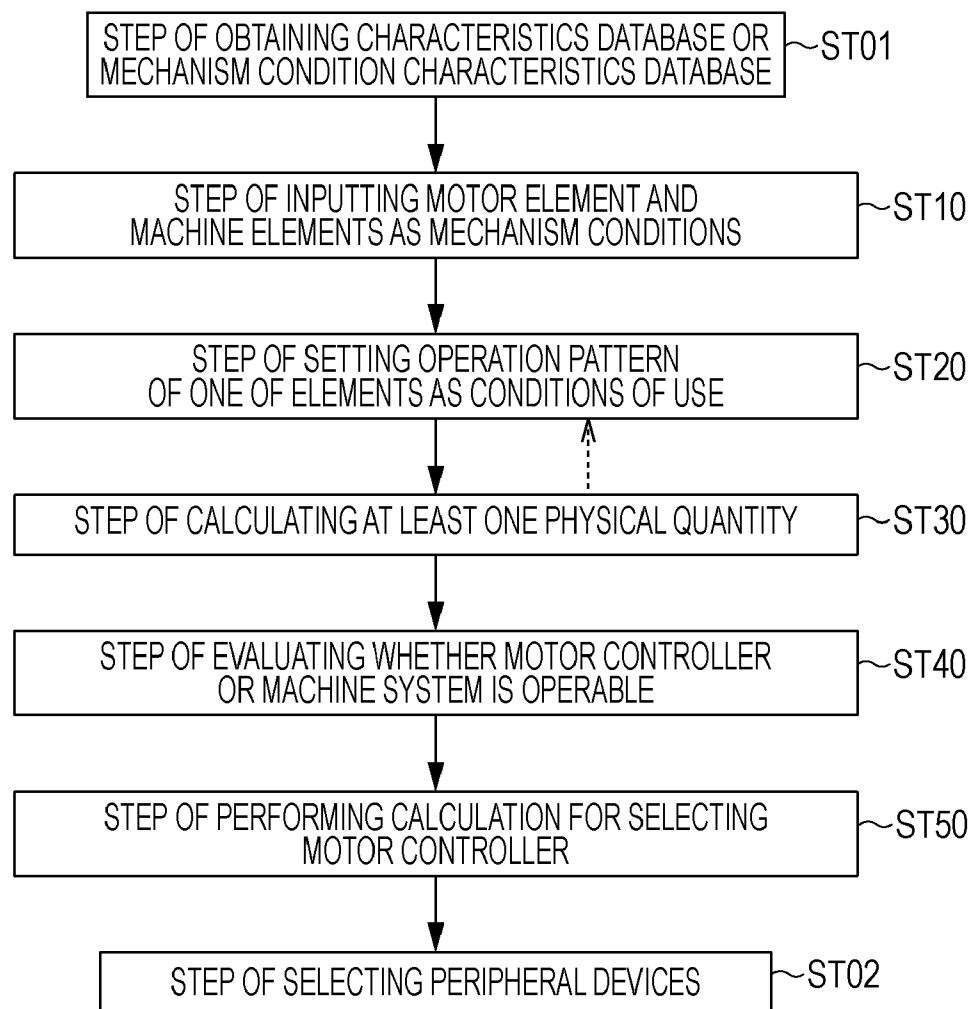 STEP OF OBTAINING CHARACTERISTICS DATABASE OR
MECHANISM CONDITION CHARACTERISTICS DATABASE
ST01
STEP OF INPUTTING MOTOR ELEMENT AND
MACHINE ELEMENTS AS MECHANISM CONDITIONS
ST10
STEP OF SETTING OPERATION PATTERN
OF ONE OF ELEMENTS AS CONDITIONS OF USE
ST20
STEP OF CALCULATING AT LEAST ONE PHYSICAL QUANTITY
ST30
STEP OF EVALUATING WHETHER MOTOR CONTROLLER
OR MACHINE SYSTEM IS OPERABLE
ST40
STEP OF PERFORMING CALCULATION FOR SELECTING
MOTOR CONTROLLER
ST50
STEP OF SELECTING PERIPHERAL DEVICES
ST02